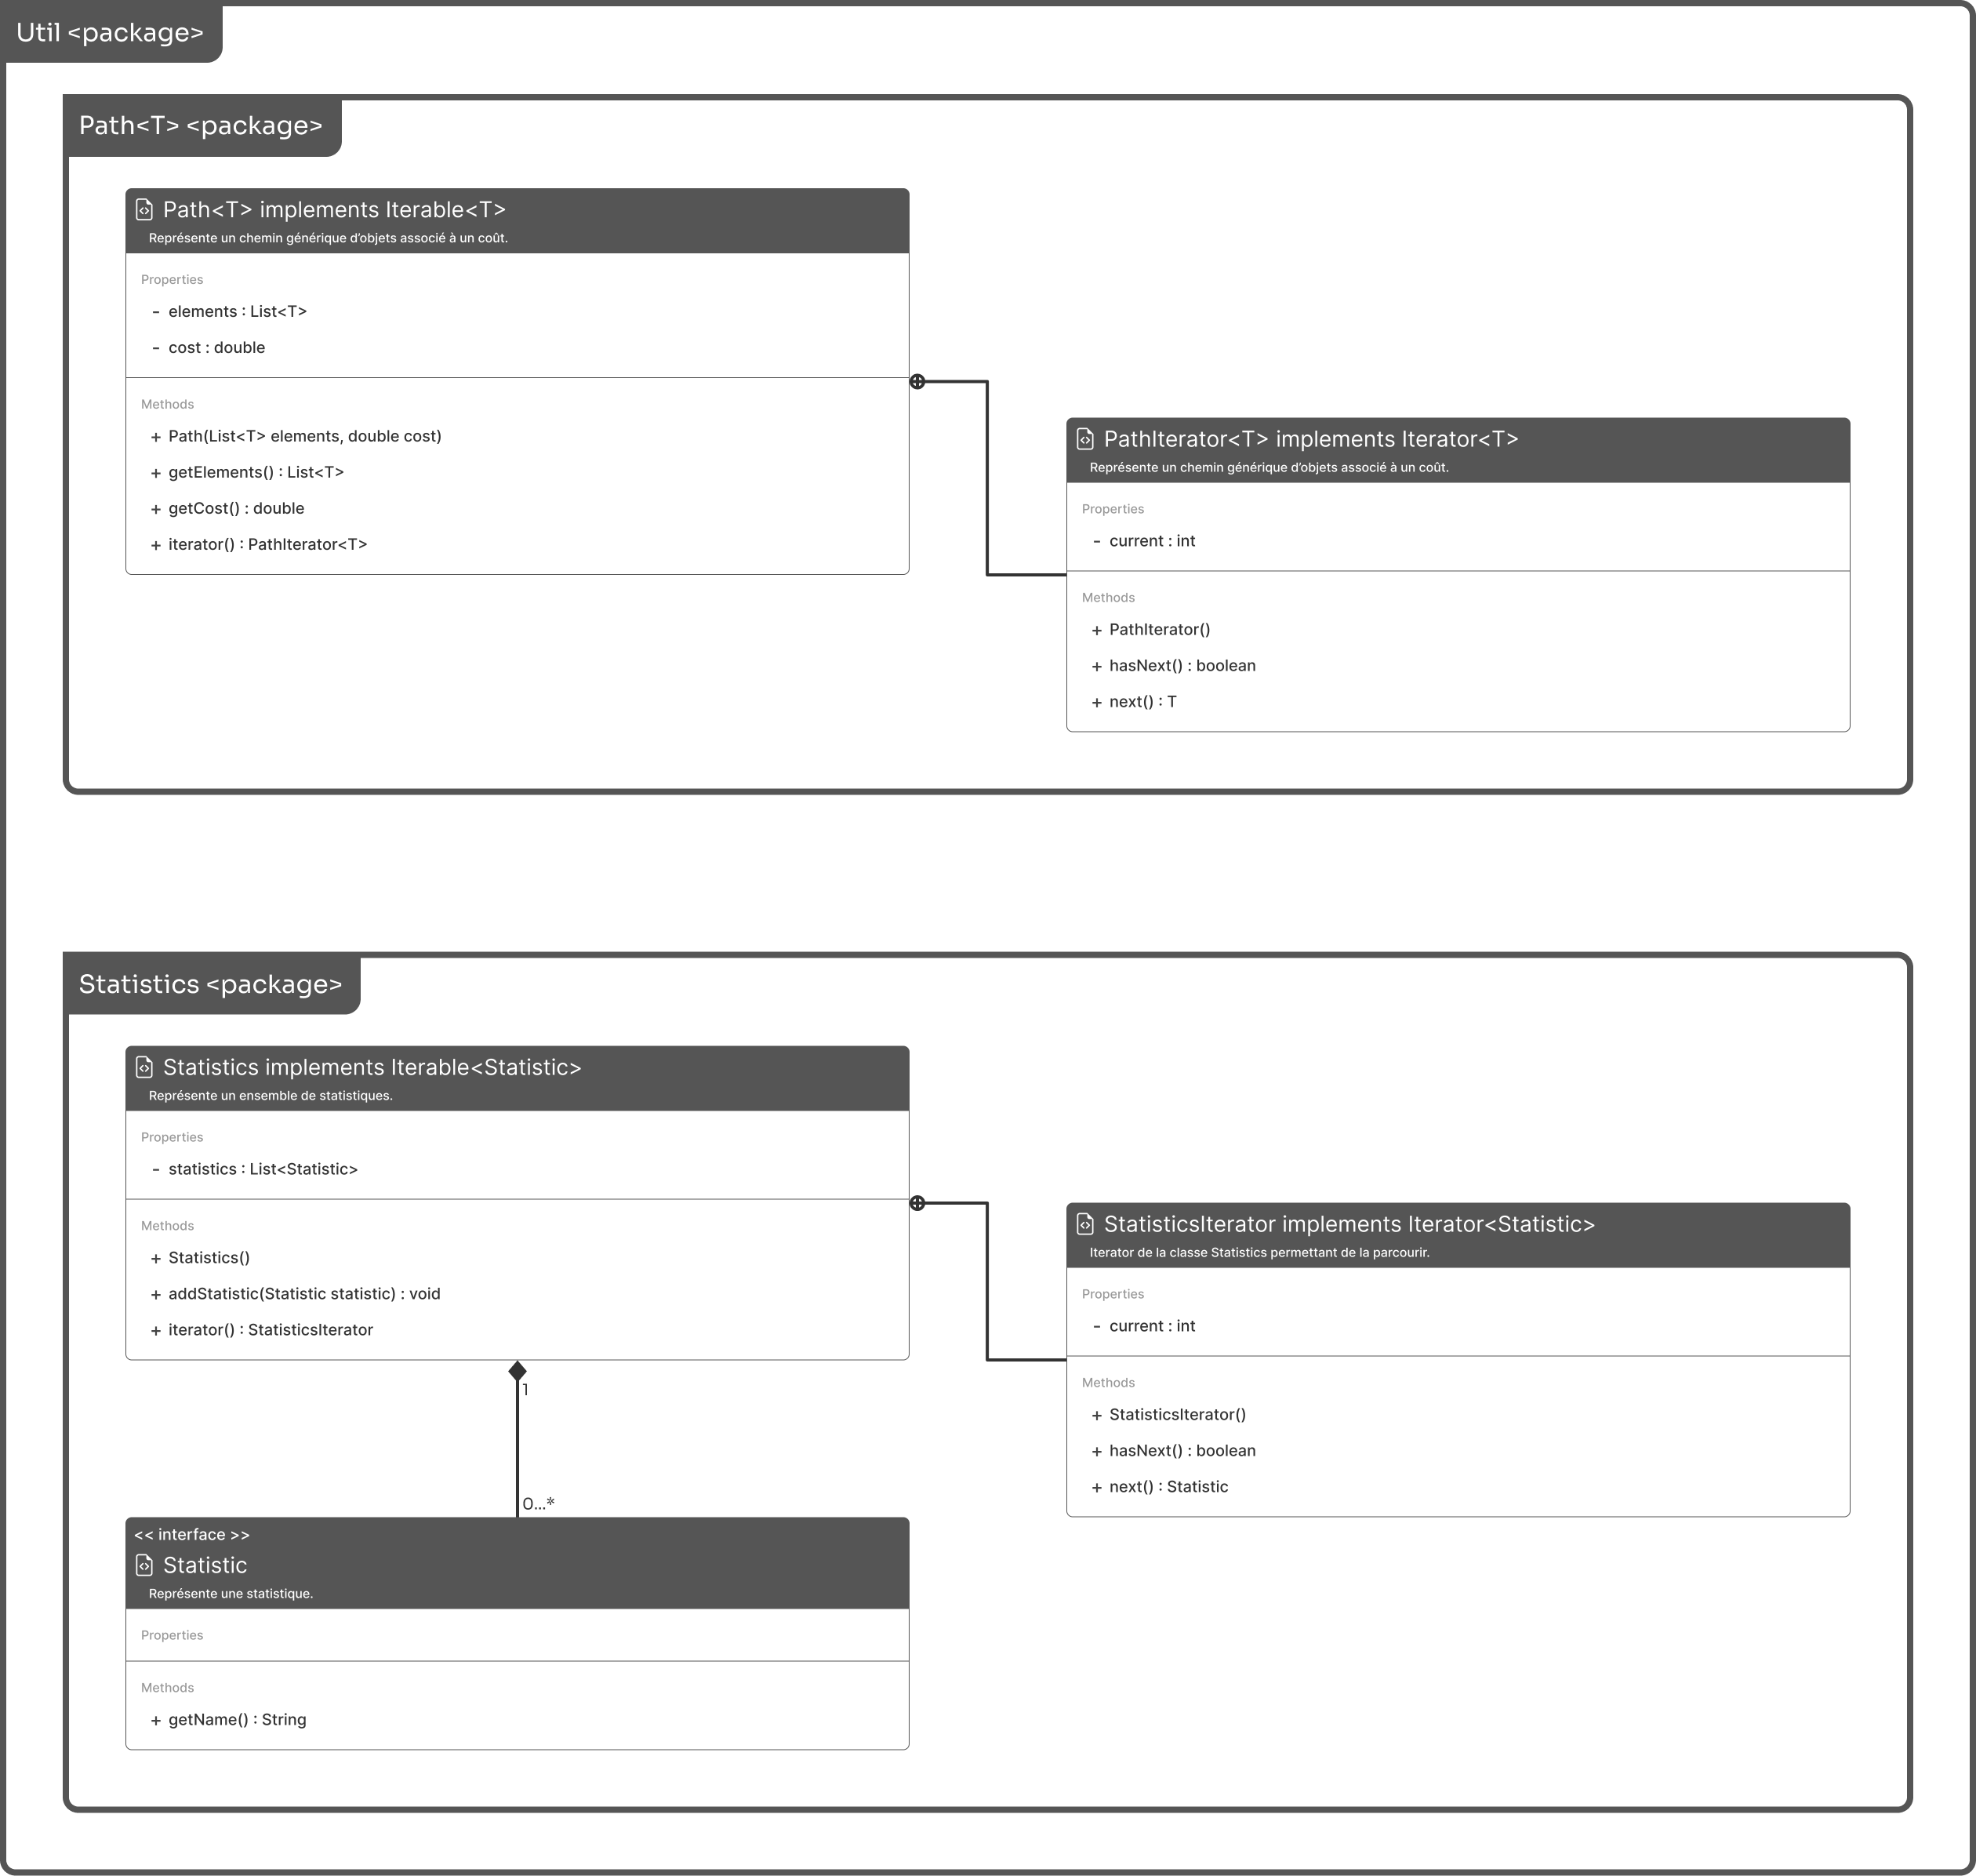 Util <package>
Path<T> <package>
Path<T> implements Iterable<T>
Représente un chemin générique d'objets associé à un coût.
Properties
- elements : List<T>
- cost : double
Methods
+ Path(List<T> elements, double cost)
+ getElements() : List<T>
+ getCost() : double
+ iterator() : PathIterator<T>
PathIterator<T> implements Iterator<T>
Représente un chemin générique d'objets associé à un coût.
Properties
- current : int
Methods
+ PathIterator()
+ hasNext() : boolean
+ next() : T
Statistics <package>
Statistics implements Iterable<Statistic>
Représente un ensemble de statistiques.
Properties
- statistics : List<Statistic>
Methods
+ Statistics()
+ addStatistic(Statistic statistic) : void
+ iterator() : StatisticsIterator
StatisticsIterator implements Iterator<Statistic>
Iterator de la classe Statistics permettant de la parcourir.
Properties
- current : int
Methods
+ StatisticsIterator()
+ hasNext() : boolean
+ next() : Statistic
1
0...*
<< interface >>
Statistic
Représente une statistique.
Properties
Methods
+ getName() : String